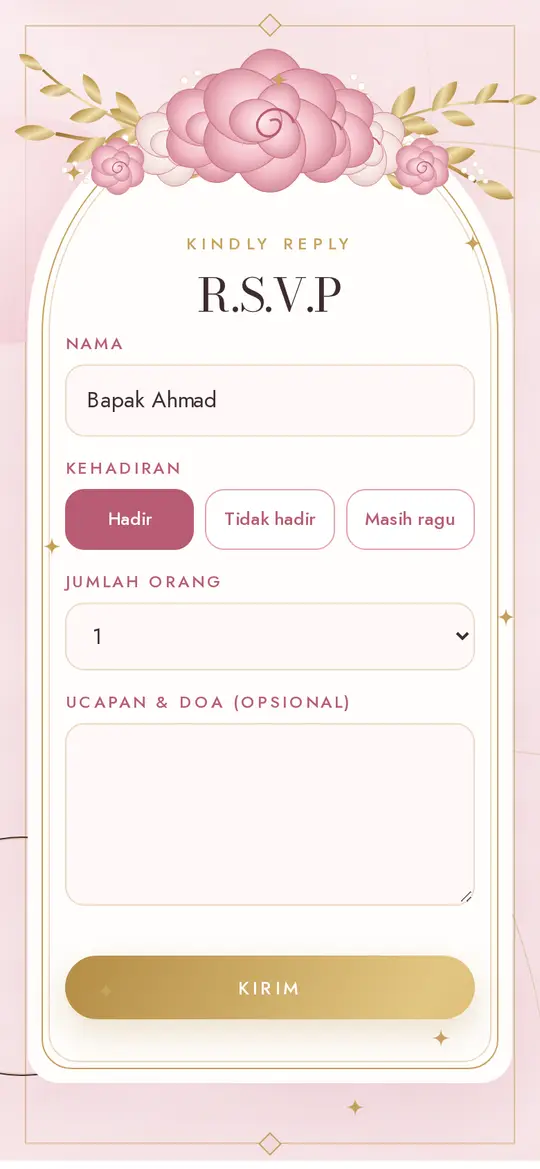 KINDLY REPLY
R.S.V.P
NAMA
Bapak Ahmad
KEHADIRAN
Hadir
Tidak hadir
Masih ragu
JUMLAH ORANG
1
UCAPAN & DOA (OPSIONAL)
KIRIM